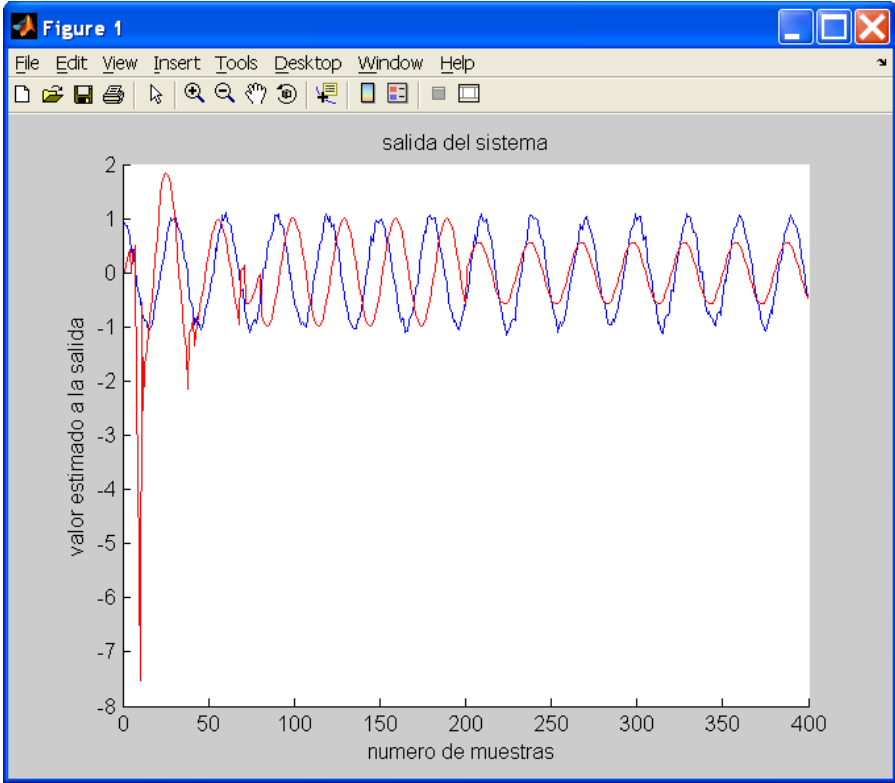 Figure 1
File Edit View Insert Tools Desktop Window Help
salida del sistema
2
1
0
-1
-2
-3
-4
-5
-6
-7
-8
valor estimado a la salida
0 50 100 150 200 250 300 350 400
numero de muestras